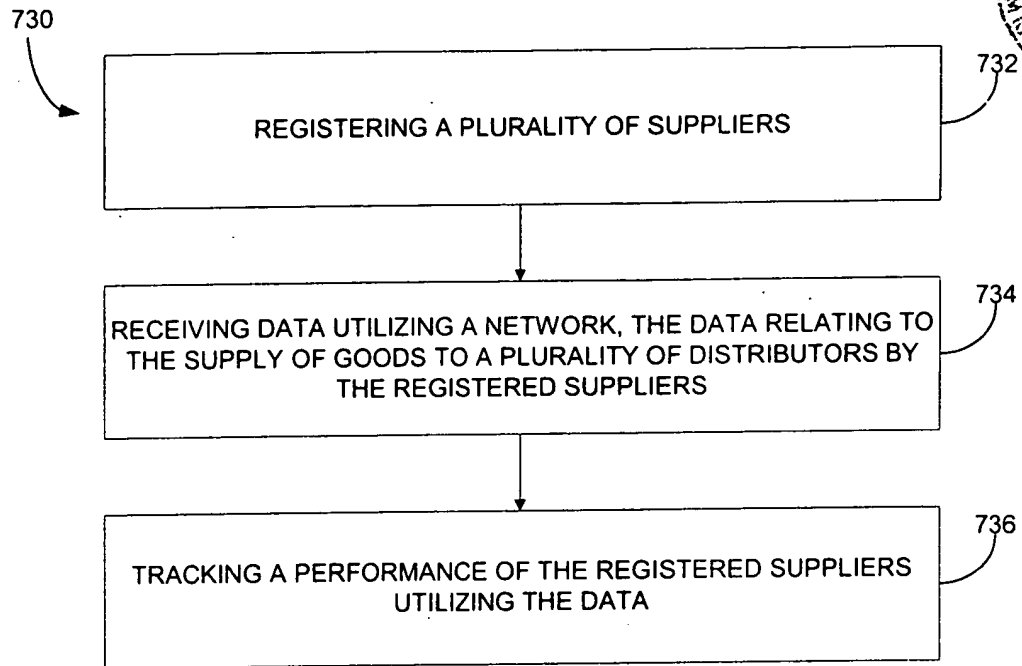 730
732
REGISTERING A PLURALITY OF SUPPLIERS
734
RECEIVING DATA UTILIZING A NETWORK, THE DATA RELATING TO
THE SUPPLY OF GOODS TO A PLURALITY OF DISTRIBUTORS BY
THE REGISTERED SUPPLIERS
736
TRACKING A PERFORMANCE OF THE REGISTERED SUPPLIERS
UTILIZING THE DATA